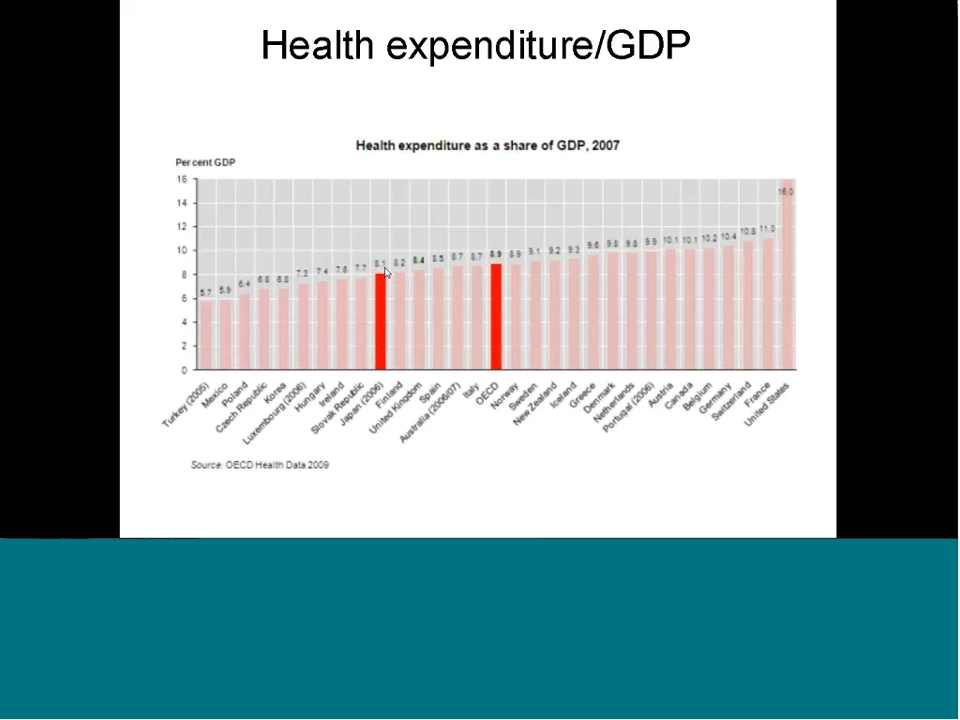 Health expenditure/GDP
Health expenditure as a share of GDP, 2007
Per cent GDP
16
14
12
10
8
6
4
2
0
5.7 5.9 6.4 6.8 6.8 7.3 7.4 7.6 7.7 8.1 8.2 8.4 8.5 8.7 8.7 8.9 8.9 9.1 9.2 9.3 9.6 9.8 9.8 9.9 10.1 10.1 10.2 10.4 10.8 11.0 16.0
Turkey (2005)
Mexico
Poland
Czech Republic
Korea
Luxembourg (2006)
Hungary
Ireland
Slovak Republic
Japan (2006)
Finland
United Kingdom
Spain
Australia (2006/07)
Italy
OECD
Norway
Sweden
New Zealand
Iceland
Greece
Denmark
Netherlands
Portugal (2006)
Austria
Canada
Belgium
Germany
Switzerland
France
United States
Source: OECD Health Data 2009